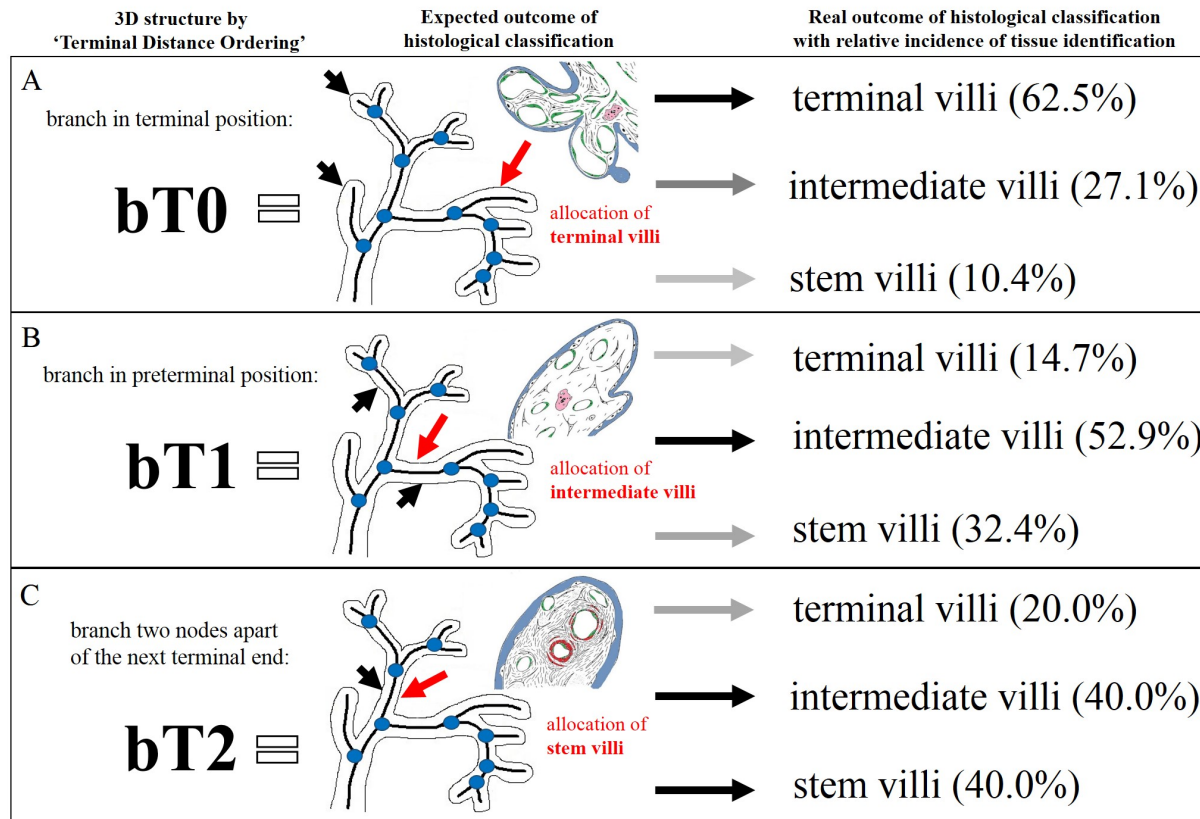 3D structure by
‘Terminal Distance Ordering’
Expected outcome of
histological classification
Real outcome of histological classification
with relative incidence of tissue identification
A
branch in terminal position:
bT0 =
allocation of
terminal villi
terminal villi (62.5%)
intermediate villi (27.1%)
stem villi (10.4%)
B
branch in preterminal position:
bT1 =
allocation of
intermediate villi
terminal villi (14.7%)
intermediate villi (52.9%)
stem villi (32.4%)
C
branch two nodes apart
of the next terminal end:
bT2 =
allocation of
stem villi
terminal villi (20.0%)
intermediate villi (40.0%)
stem villi (40.0%)